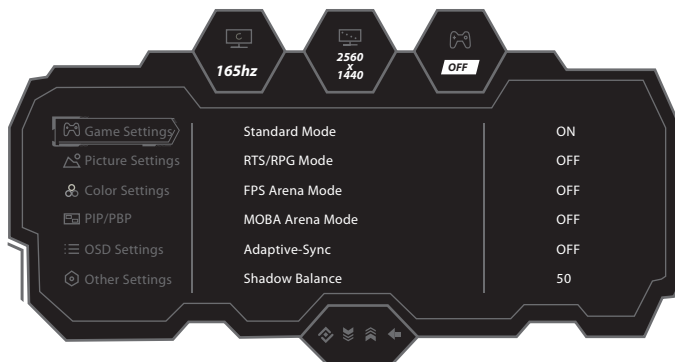 165hz
2560
x
1440
OFF
Game Settings
Picture Settings
Color Settings
PIP/PBP
OSD Settings
Other Settings
Standard Mode ON
RTS/RPG Mode OFF
FPS Arena Mode OFF
MOBA Arena Mode OFF
Adaptive-Sync OFF
Shadow Balance 50